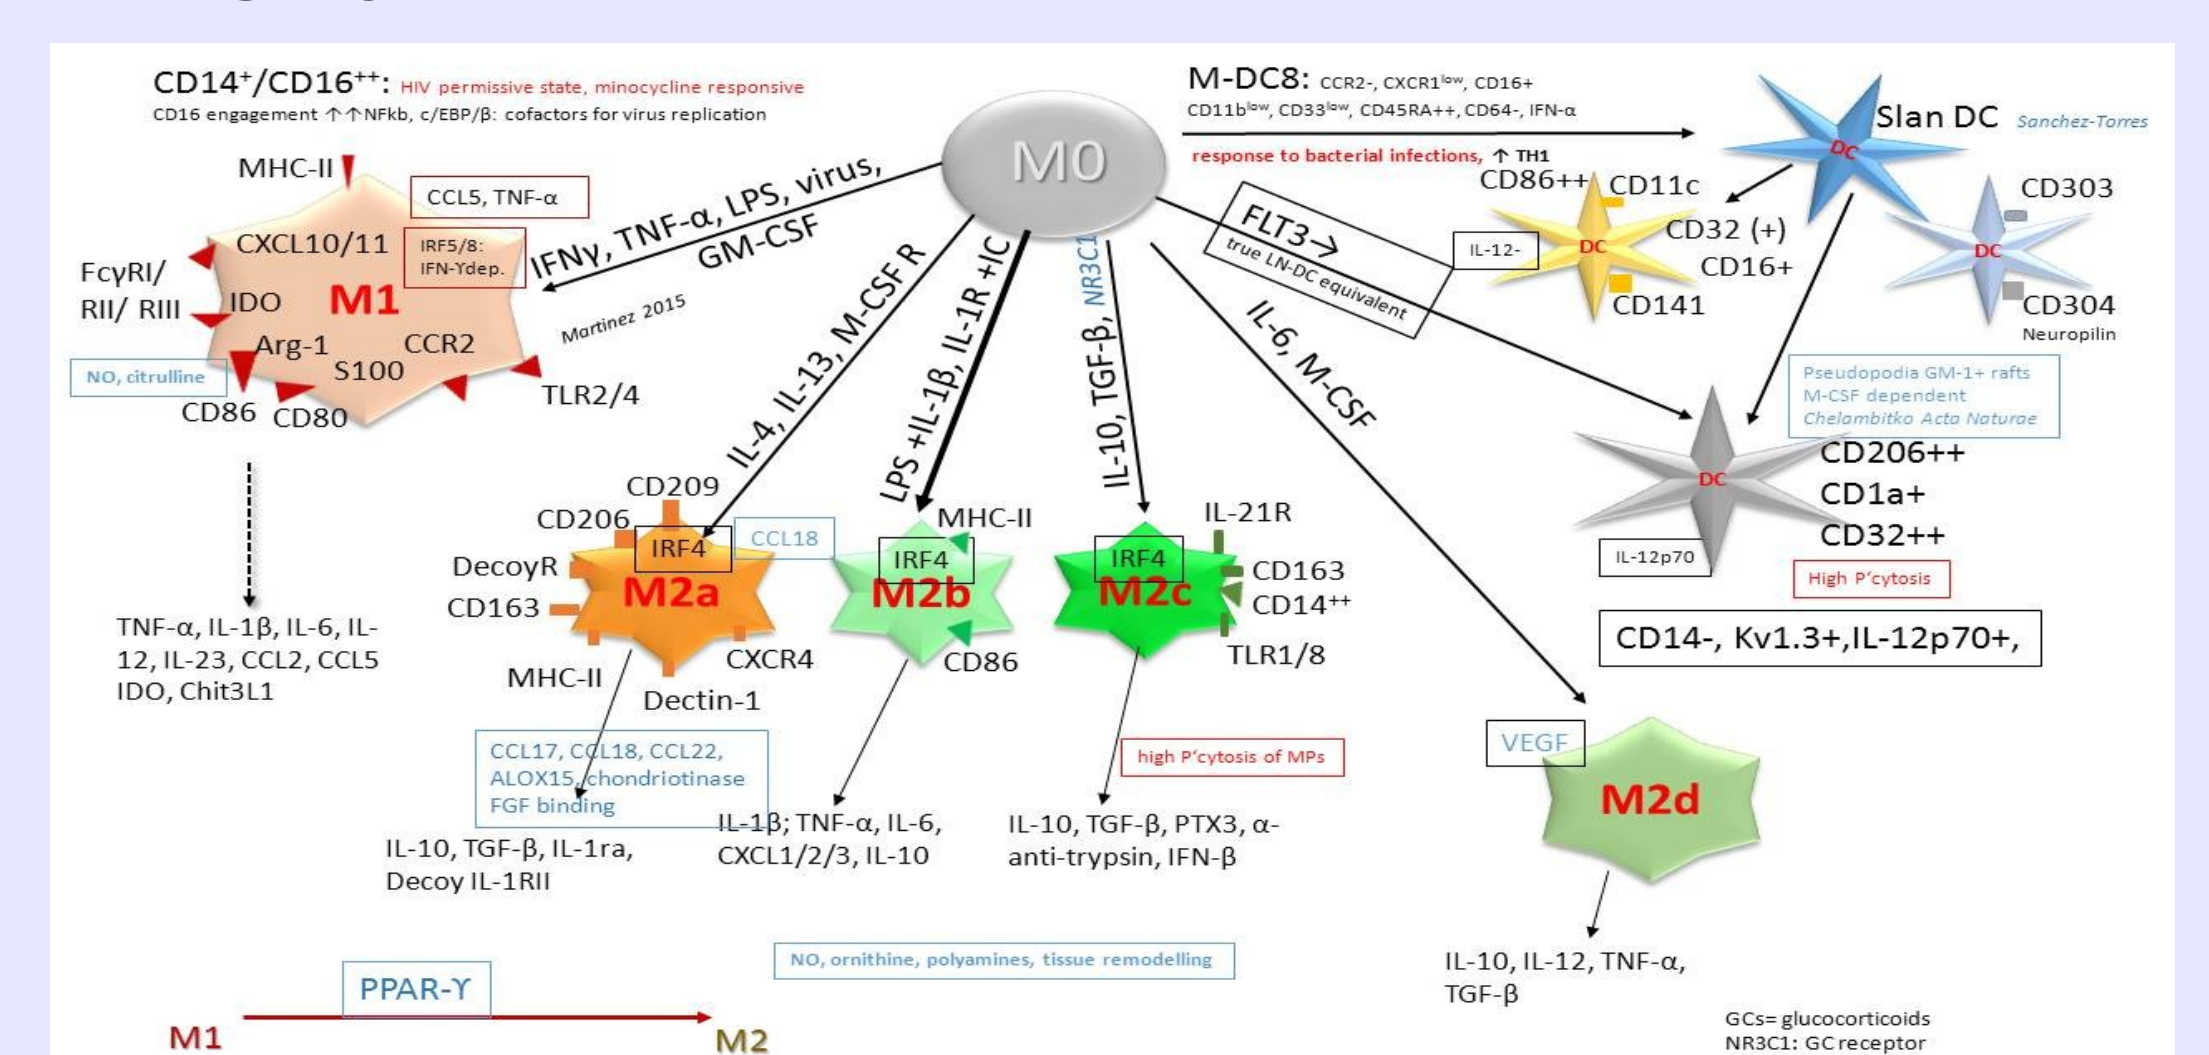 CD14⁺/CD16⁺⁺: HIV permissive state, minocycline responsive
CD16 engagement ↑↑NFkb, c/EBP/β: cofactors for virus replication
M0
M-DC8: CCR2-, CXCR1ˡᵒʷ, CD16+
CD11bˡᵒʷ, CD33ˡᵒʷ, CD45RA++, CD64-, IFN-α
response to bacterial infections, ↑ TH1
Slan DC
Sanchez-Torres
DC
MHC-II
CCL5, TNF-α
CXCL10/11
IRF5/8:
IFN-Ydep.
FcγRI/
RII/ RIII
IDO
M1
Arg-1
CCR2
S100
NO, citrulline
CD86
CD80
TLR2/4
IFNγ, TNF-α, LPS, virus,
GM-CSF
Martinez 2015
IL-4, IL-13, M-CSF R
LPS +IL-1β, IL-1R +IC
IL-10, TGF-β, NR3C1
IL-6, M-CSF
FLT3→
true LN-DC equivalent
CD86++
CD11c
IL-12-
DC
CD32 (+)
CD16+
CD141
CD303
DC
CD304
Neuropilin
Pseudopodia GM-1+ rafts
M-CSF dependent
Chelambitko Acta Naturae
DC
CD206++
CD1a+
CD32++
IL-12p70
High P‘cytosis
CD14-, Kv1.3+,IL-12p70+,
TNF-α, IL-1β, IL-6, IL-
12, IL-23, CCL2, CCL5
IDO, Chit3L1
CD209
CD206
IRF4
CCL18
DecoyR
M2a
CD163
MHC-II
CXCR4
Dectin-1
CCL17, CCL18, CCL22,
ALOX15, chondriotinase
FGF binding
IL-10, TGF-β, IL-1ra,
Decoy IL-1RII
MHC-II
IRF4
M2b
CD86
IL-1β; TNF-α, IL-6,
CXCL1/2/3, IL-10
IL-21R
IRF4
M2c
CD163
CD14⁺⁺
TLR1/8
high P‘cytosis of MPs
IL-10, TGF-β, PTX3, α-
anti-trypsin, IFN-β
VEGF
M2d
IL-10, IL-12, TNF-α,
TGF-β
NO, ornithine, polyamines, tissue remodelling
PPAR-ϒ
M1
M2
GCs= glucocorticoids
NR3C1: GC receptor